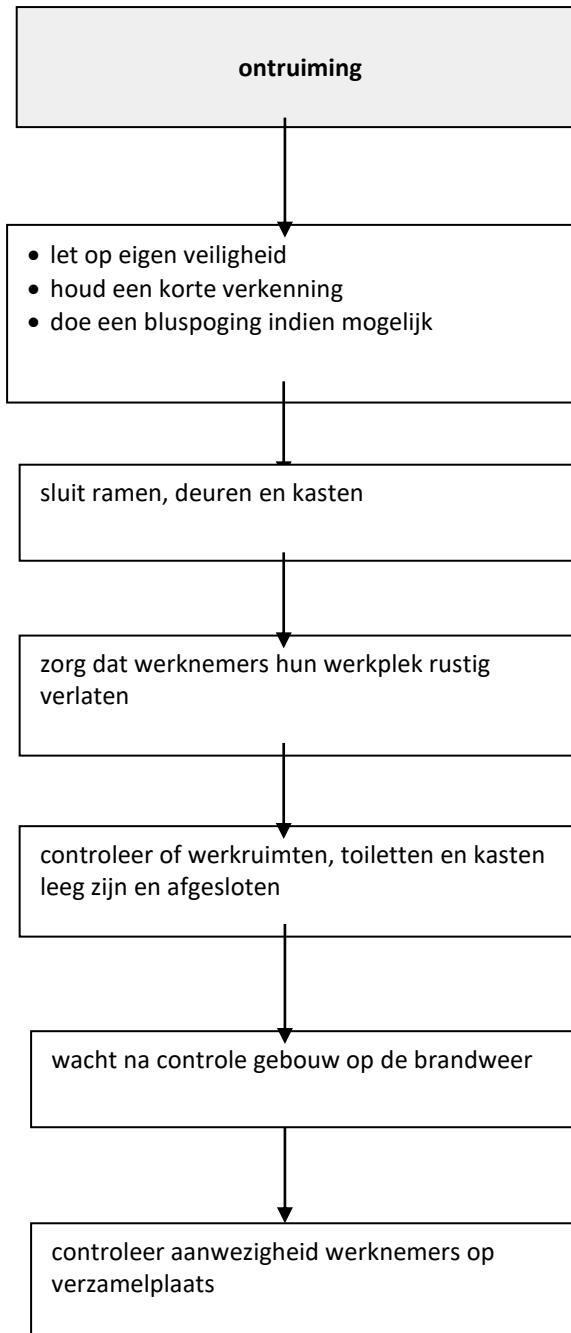 ontruiming
• let op eigen veiligheid
• houd een korte verkenning
• doe een bluspoging indien mogelijk
sluit ramen, deuren en kasten
zorg dat werknemers hun werkplek rustig
verlaten
controleer of werkruimten, toiletten en kasten
leeg zijn en afgesloten
wacht na controle gebouw op de brandweer
controleer aanwezigheid werknemers op
verzamelplaats